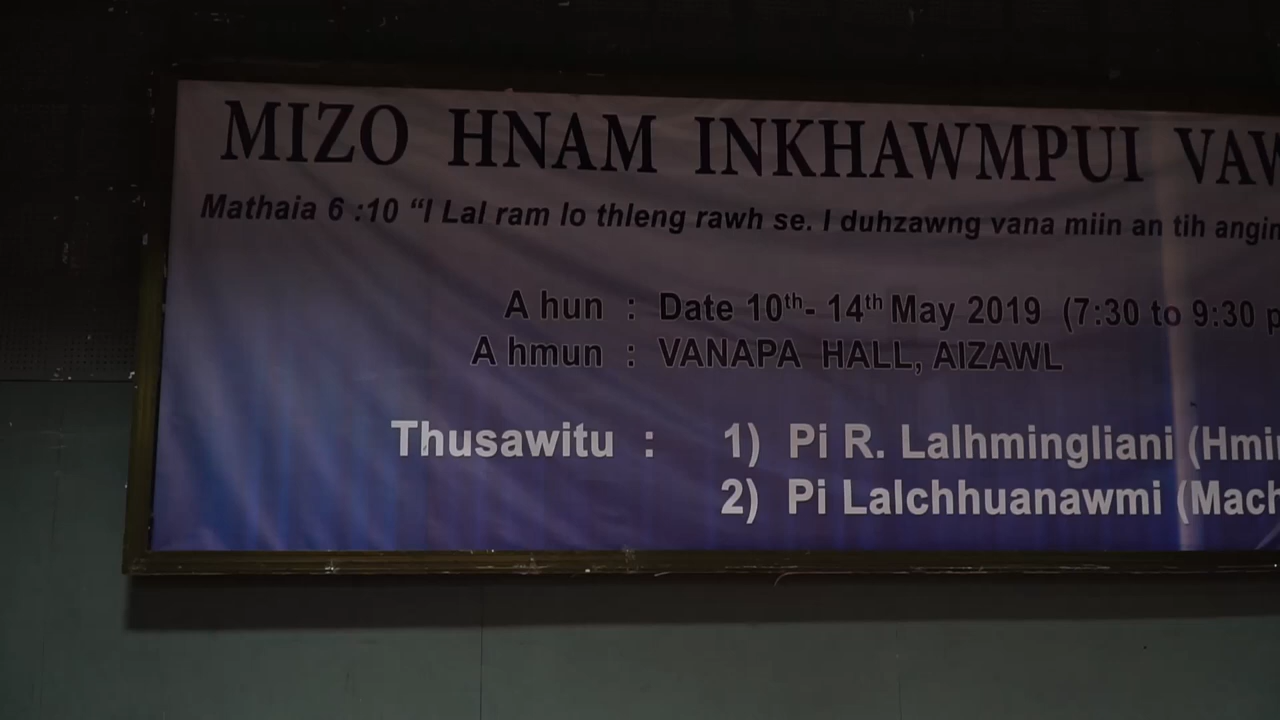 MIZO HNAM INKHAWMPUI
Mathaia 6 :10 “I Lal ram lo thleng rawh se. I duhzawng vana miin an tih angin
A hun : Date 10th- 14th May 2019 (7:30 to 9:30
A hmun : VANAPA HALL, AIZAWL
Thusawitu : 1) Pi R. Lalhmingliani
2) Pi Lalchhuanawmi